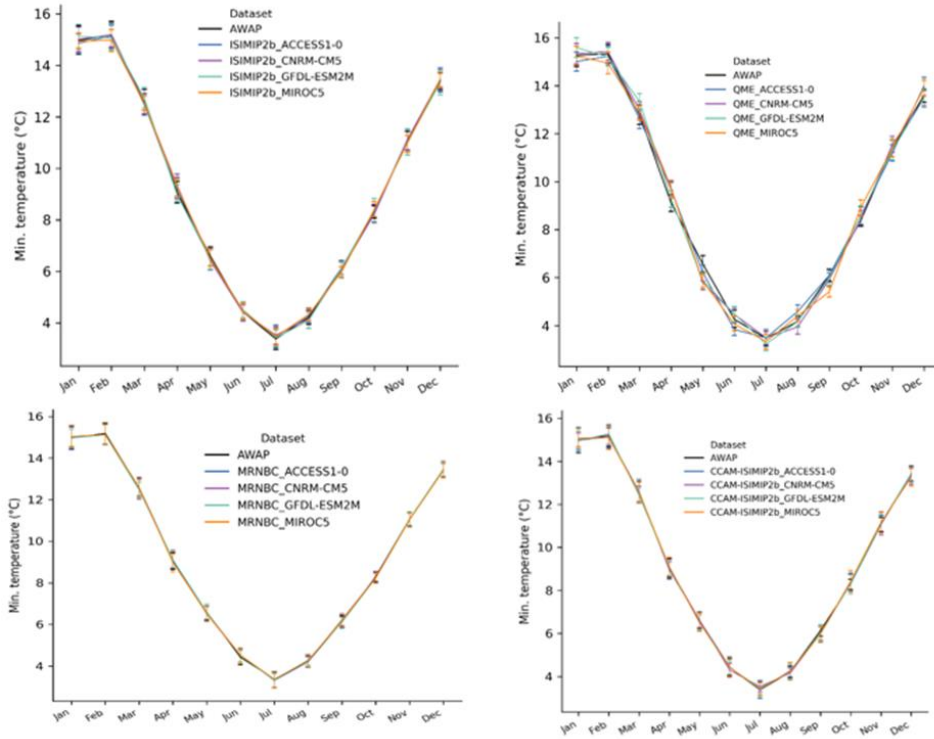 Min. temperature (°C)
16
14
12
10
8
6
4
Dataset
AWAP
ISIMIP2b_ACCESS1-0
ISIMIP2b_CNRM-CM5
ISIMIP2b_GFDL-ESM2M
ISIMIP2b_MIROC5
Jan Feb Mar Apr May Jun Jul Aug Sep Oct Nov Dec
Min. temperature (°C)
16
14
12
10
8
6
4
Dataset
AWAP
QME_ACCESS1-0
QME_CNRM-CM5
QME_GFDL-ESM2M
QME_MIROC5
Jan Feb Mar Apr May Jun Jul Aug Sep Oct Nov Dec
Min. temperature (°C)
16
14
12
10
8
6
4
Dataset
AWAP
MRNBC_ACCESS1-0
MRNBC_CNRM-CM5
MRNBC_GFDL-ESM2M
MRNBC_MIROC5
Jan Feb Mar Apr May Jun Jul Aug Sep Oct Nov Dec
Min. temperature (°C)
16
14
12
10
8
6
4
Dataset
AWAP
CCAM-ISIMIP2b_ACCESS1-0
CCAM-ISIMIP2b_CNRM-CM5
CCAM-ISIMIP2b_GFDL-ESM2M
CCAM-ISIMIP2b_MIROC5
Jan Feb Mar Apr May Jun Jul Aug Sep Oct Nov Dec